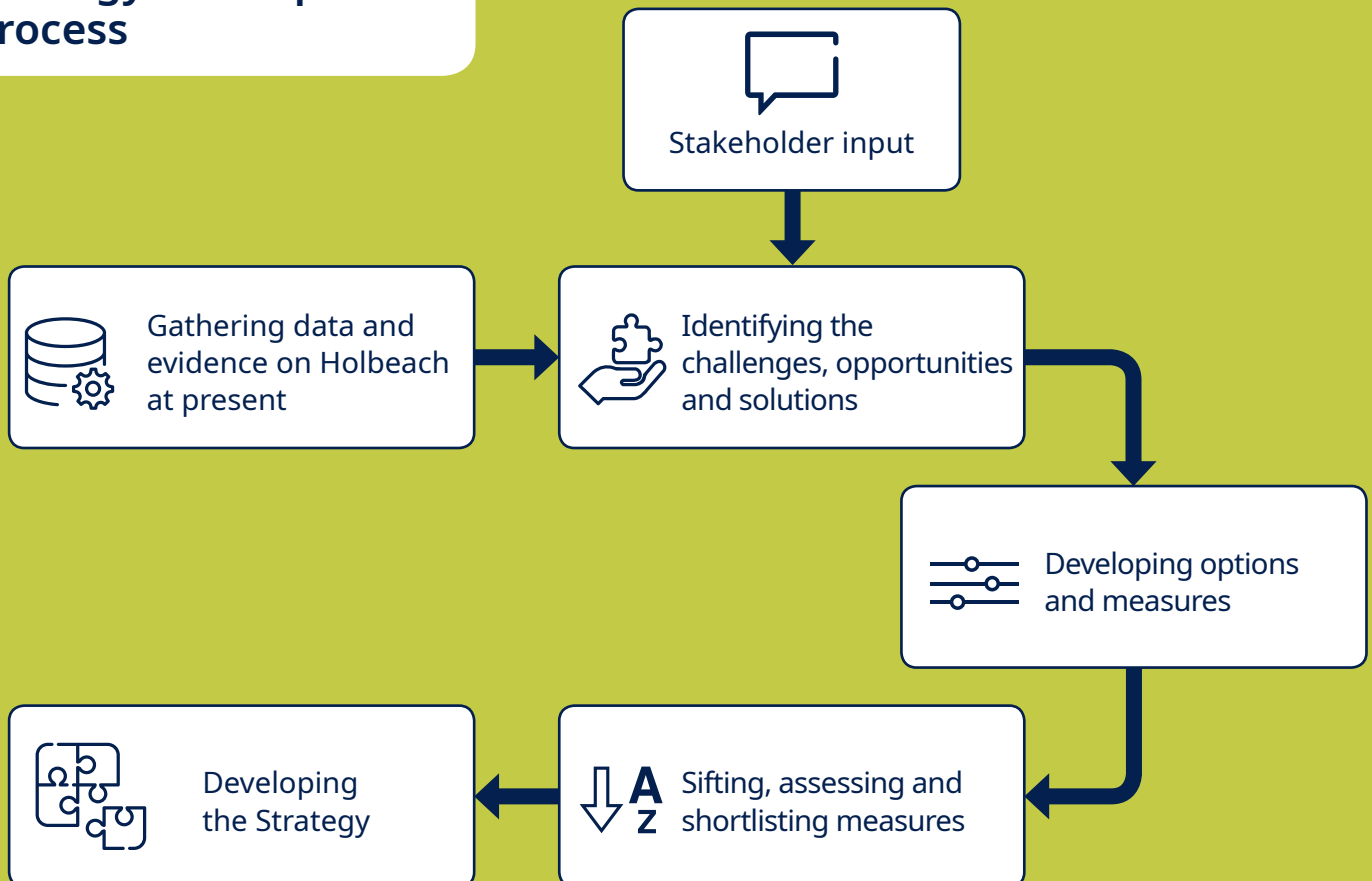 Stakeholder input
Gathering data and
evidence on Holbeach
at present
Identifying the
challenges, opportunities
and solutions
Developing options
and measures
Sifting, assessing and
shortlisting measures
A
Z
Developing
the Strategy